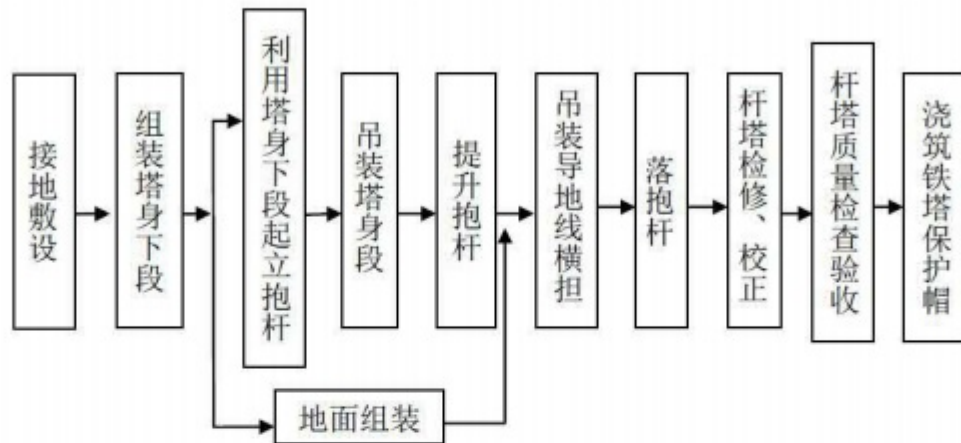 接地敷设
组装塔身下段
利用塔身下段起立抱杆
吊装塔身段
提升抱杆
吊装导地线横担
落抱杆
杆塔检修、校正
杆塔质量检查验收
浇筑铁塔保护帽
地面组装